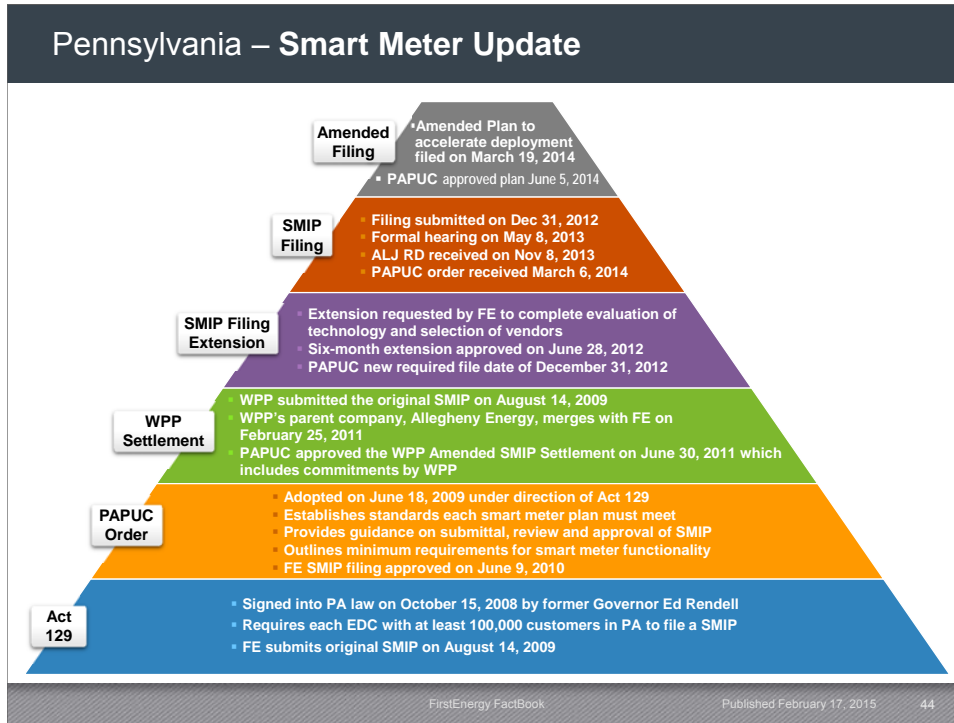 Pennsylvania – Smart Meter Update
Amended
Filing
▪Amended Plan to
accelerate deployment
filed on March 19, 2014
▪ PAPUC approved plan June 5, 2014
SMIP
Filing
▪ Filing submitted on Dec 31, 2012
▪ Formal hearing on May 8, 2013
▪ ALJ RD received on Nov 8, 2013
▪ PAPUC order received March 6, 2014
SMIP Filing
Extension
▪ Extension requested by FE to complete evaluation of
technology and selection of vendors
▪ Six-month extension approved on June 28, 2012
▪ PAPUC new required file date of December 31, 2012
WPP
Settlement
▪ WPP submitted the original SMIP on August 14, 2009
▪ WPP's parent company, Allegheny Energy, merges with FE on
February 25, 2011
▪ PAPUC approved the WPP Amended SMIP Settlement on June 30, 2011 which
includes commitments by WPP
PAPUC
Order
▪ Adopted on June 18, 2009 under direction of Act 129
▪ Establishes standards each smart meter plan must meet
▪ Provides guidance on submittal, review and approval of SMIP
▪ Outlines minimum requirements for smart meter functionality
▪ FE SMIP filing approved on June 9, 2010
Act
129
▪ Signed into PA law on October 15, 2008 by former Governor Ed Rendell
▪ Requires each EDC with at least 100,000 customers in PA to file a SMIP
▪ FE submits original SMIP on August 14, 2009
FirstEnergy FactBook
Published February 17, 2015
44